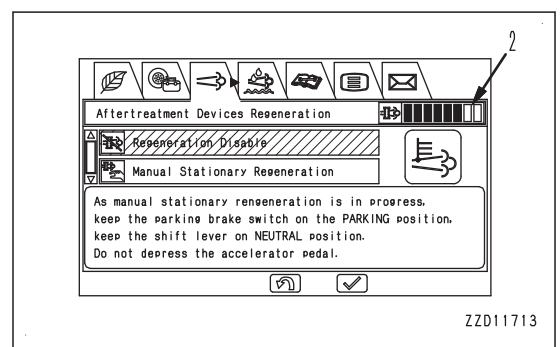 2
Aftertreatment Devices Regeneration
Regeneration Disable
Manual Stationary Regeneration
As manual stationary rengeneration is in progress,
keep the parking brake switch on the PARKING position,
keep the shift lever on NEUTRAL position.
Do not depress the accelerator pedal.
ZZD11713